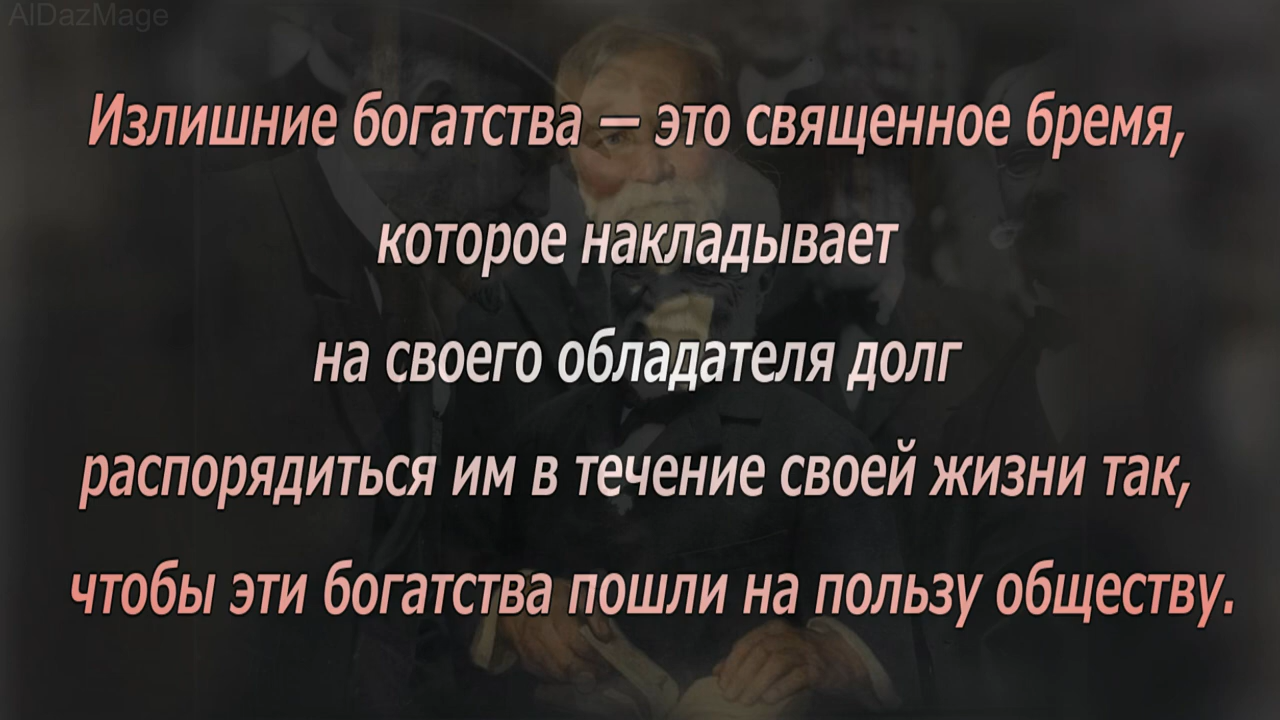 AlDazMage
Излишние богатства — это священное бремя,
которое накладывает
на своего обладателя долг
распорядиться им в течение своей жизни так,
чтобы эти богатства пошли на пользу обществу.